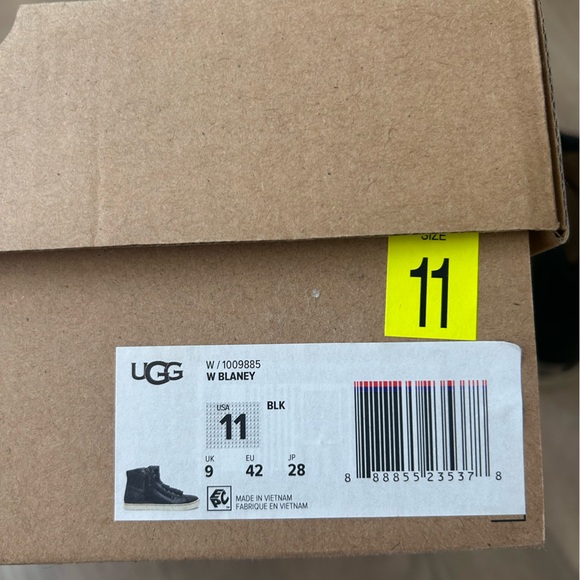 SIZE
11
UGG
W / 1009885
W BLANEY
USA
11
BLK
UK EU JP
9 42 28
MADE IN VIETNAM
FABRIQUE EN VIETNAM
8 88855 23537 8